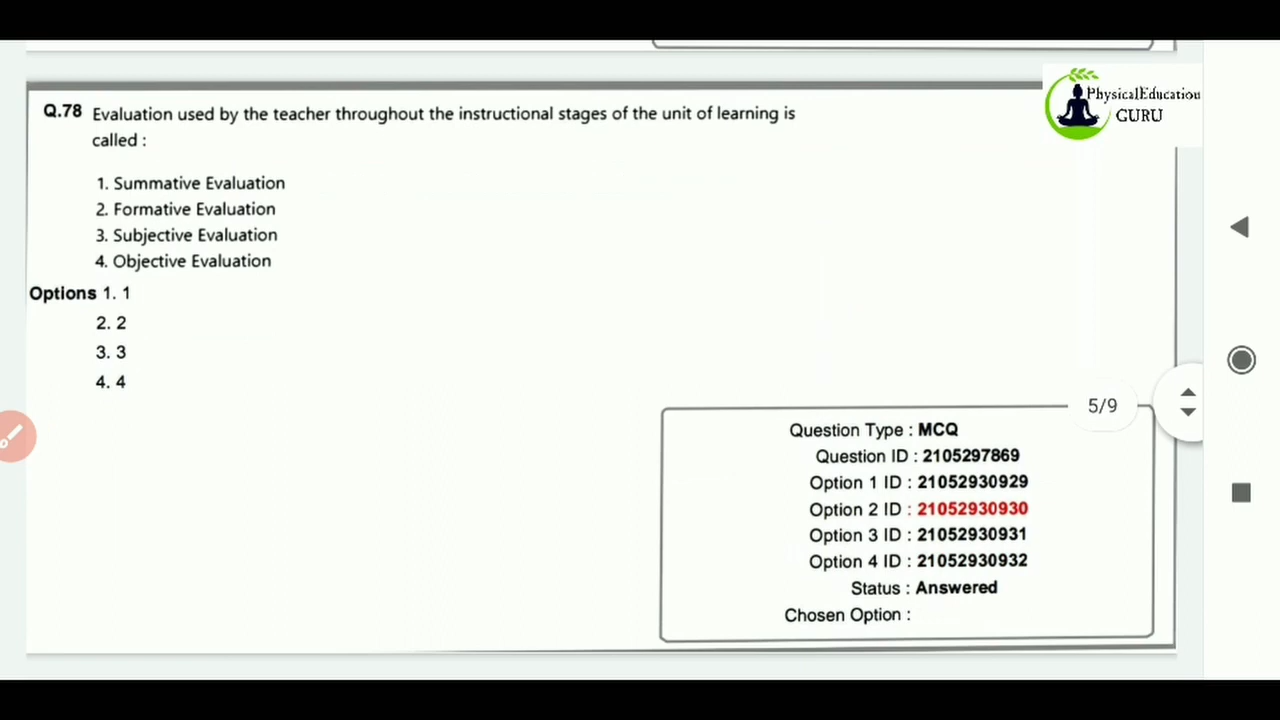 PhysicalEducation
GURU
Q.78 Evaluation used by the teacher throughout the instructional stages of the unit of learning is
called :
1. Summative Evaluation
2. Formative Evaluation
3. Subjective Evaluation
4. Objective Evaluation
Options 1. 1
2. 2
3. 3
4. 4
5/9
Question Type : MCQ
Question ID : 2105297869
Option 1 ID : 21052930929
Option 2 ID : 21052930930
Option 3 ID : 21052930931
Option 4 ID : 21052930932
Status : Answered
Chosen Option :